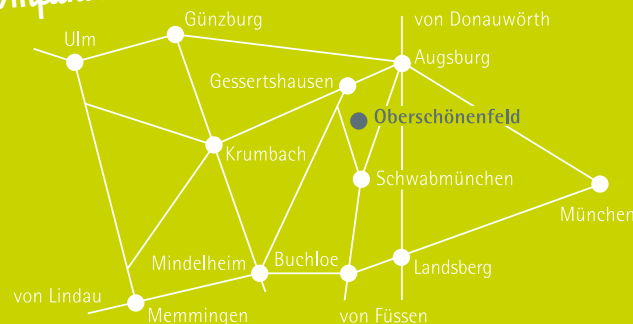 Günzburg
von Donauwörth
Ulm
Augsburg
Gessertshausen
Oberschönenfeld
Krumbach
Schwabmünchen
München
Mindelheim
Buchloe
Landsberg
von Lindau
Memmingen
von Füssen